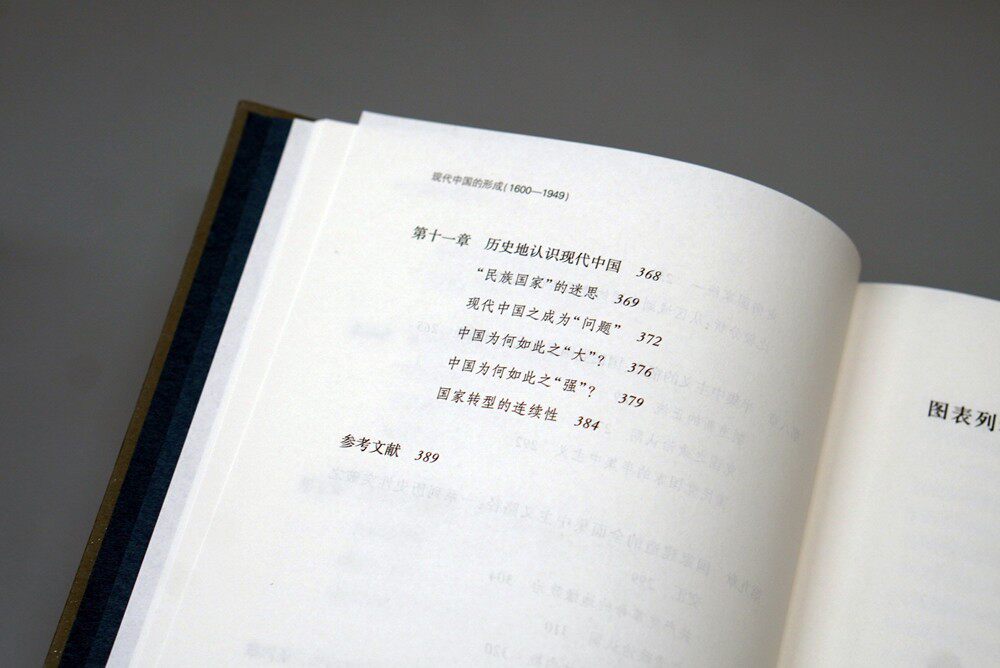 现代中国的形成(1600—1949)
第十一章 历史地认识现代中国 368
“民族国家”的迷思 369
现代中国之成为“问题” 372
中国为何如此之“大”? 376
中国为何如此之“强”? 379
国家转型的连续性 384
参考文献 389
图表列